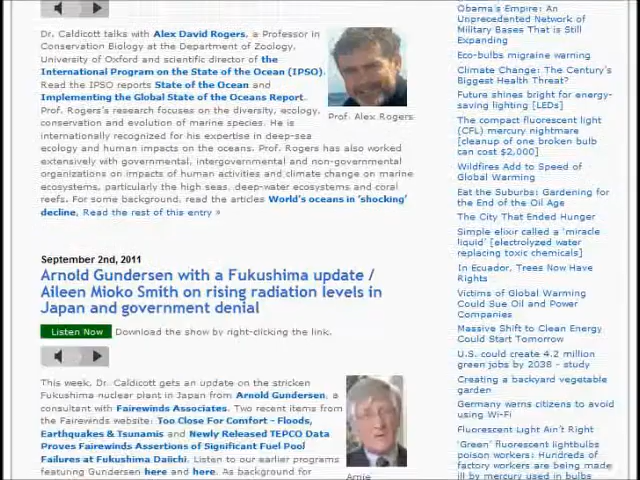 Dr. Caldicott talks with Alex David Rogers, a Professor in
Conservation Biology at the Department of Zoology,
University of Oxford and scientific director of the
International Program on the State of the Ocean (IPSO).
Read the IPSO reports State of the Ocean and
Implementing the Global State of the Oceans Report.
Prof. Rogers's research focuses on the diversity, ecology,
conservation and evolution of marine species. He is
internationally recognized for his expertise in deep-sea
ecology and human impacts on the oceans. Prof. Rogers has also worked
extensively with governmental, intergovernmental and non-governmental
organizations on impacts of human activities and climate change on marine
ecosystems, particularly the high seas, deep-water ecosystems and coral
reefs. For some background, read the articles World's oceans in 'shocking'
decline, Read the rest of this entry »
Prof. Alex Rogers
September 2nd, 2011
Arnold Gundersen with a Fukushima update /
Aileen Mioko Smith on rising radiation levels in
Japan and government denial
Listen Now Download the show by right-clicking the link.
This week, Dr. Caldicott gets an update on the stricken
Fukushima nuclear plant in Japan from Arnold Gundersen, a
consultant with Fairewinds Associates. Two recent items from
the Fairewinds website: Too Close For Comfort – Floods,
Earthquakes & Tsunamis and Newly Released TEPCO Data
Proves Fairewinds Assertions of Significant Fuel Pool
Failures at Fukushima Daiichi. Listen to our earlier programs
featuring Gundersen here and here. As background for
Arnie
Obama's Empire: An
Unprecedented Network of
Military Bases That is Still
Expanding
Eco-bulbs migraine warning
Climate Change: The Century's
Biggest Health Threat?
Future shines bright for energy-
saving lighting [LEDs]
The compact fluorescent light
(CFL) mercury nightmare
[cleanup of one broken bulb
can cost $2,000]
Wildfires Add to Speed of
Global Warming
Eat the Suburbs: Gardening for
the End of the Oil Age
The City That Ended Hunger
Simple elixir called a 'miracle
liquid' [electrolyzed water
replacing toxic chemicals]
In Ecuador, Trees Now Have
Rights
Victims of Global Warming
Could Sue Oil and Power
Companies
Massive Shift to Clean Energy
Could Start Tomorrow
U.S. could create 4.2 million
green jobs by 2038 - study
Creating a backyard vegetable
garden
Germany warns citizens to avoid
using Wi-Fi
Fluorescent Light Ain't Right
'Green' fluorescent lightbulbs
poison workers: Hundreds of
factory workers are being made
ill by mercury used in bulbs